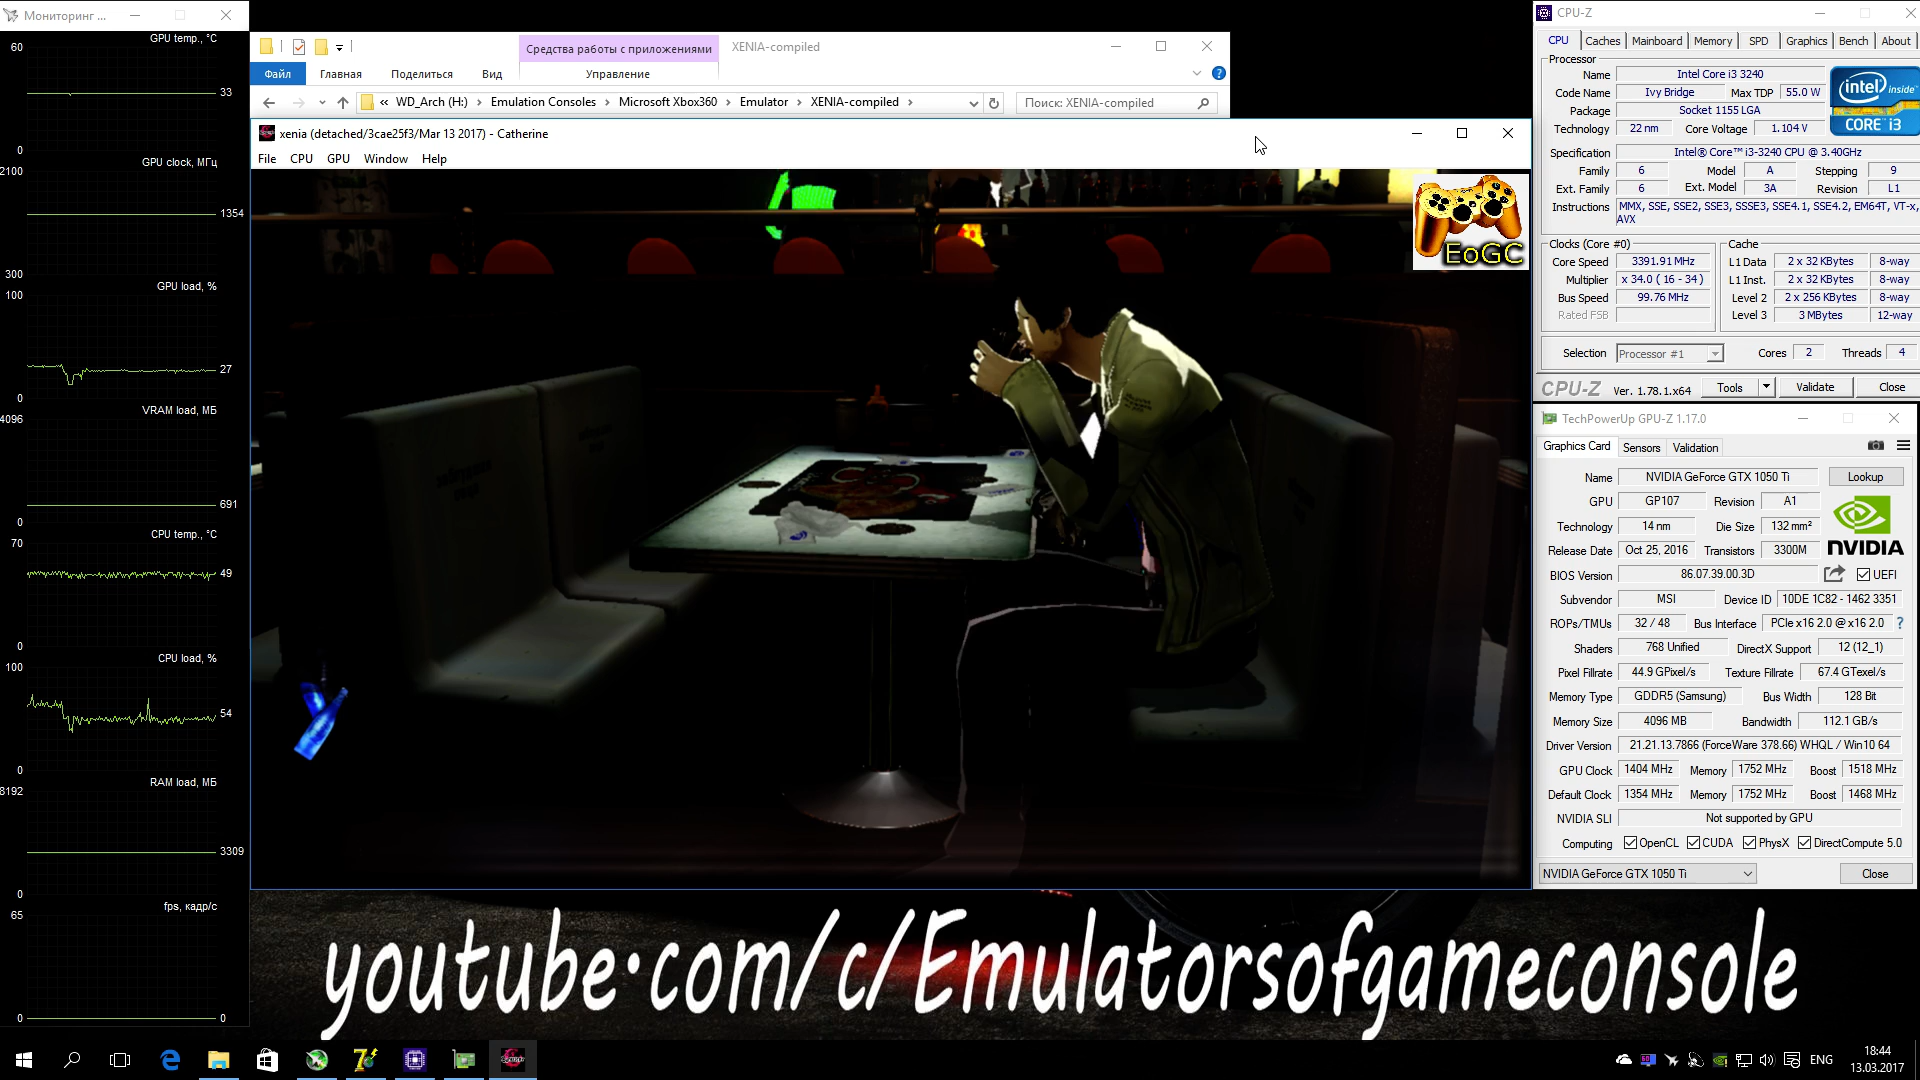 Мониторинг ...
GPU temp., °C
60
33
0
GPU clock, МГц
2100
1354
300
GPU load, %
100
27
0
VRAM load, МБ
4096
691
0
CPU temp., °C
70
49
0
CPU load, %
100
54
0
RAM load, МБ
8192
3309
0
fps, кадр/с
65
0
0
Средства работы с приложениями
XENIA-compiled
Файл
Главная
Поделиться
Вид
Управление
« WD_Arch (H:) > Emulation Consoles > Microsoft Xbox360 > Emulator > XENIA-compiled >
Поиск: XENIA-compiled
xenia (detached/3cae25f3/Mar 13 2017) - Catherine
File CPU GPU Window Help
EoGC
youtube.com/c/Emulatorsofgameconsole
CPU-Z
CPU Caches Mainboard Memory SPD Graphics Bench About
Processor
Name Intel Core i3 3240
Code Name Ivy Bridge Max TDP 55.0 W
Package Socket 1155 LGA
Technology 22 nm Core Voltage 1.104 V
intel inside™
CORE™ i3
Specification Intel® Core™ i3-3240 CPU @ 3.40GHz
Family 6 Model A Stepping 9
Ext. Family 6 Ext. Model 3A Revision L1
Instructions MMX, SSE, SSE2, SSE3, SSSE3, SSE4.1, SSE4.2, EM64T, VT-x,
AVX
Clocks (Core #0)
Core Speed 3391.91 MHz
Multiplier x 34.0 ( 16 - 34 )
Bus Speed 99.76 MHz
Rated FSB
Cache
L1 Data 2 x 32 KBytes 8-way
L1 Inst. 2 x 32 KBytes 8-way
Level 2 2 x 256 KBytes 8-way
Level 3 3 MBytes 12-way
Selection Processor #1 Cores 2 Threads 4
CPU-Z Ver. 1.78.1.x64 Tools Validate Close
TechPowerUp GPU-Z 1.17.0
Graphics Card Sensors Validation
Name NVIDIA GeForce GTX 1050 Ti Lookup
GPU GP107 Revision A1
Technology 14 nm Die Size 132 mm²
Release Date Oct 25, 2016 Transistors 3300M
NVIDIA
BIOS Version 86.07.39.00.3D UEFI
Subvendor MSI Device ID 10DE 1C82 - 1462 3351
ROPs/TMUs 32 / 48 Bus Interface PCIe x16 2.0 @ x16 2.0 ?
Shaders 768 Unified DirectX Support 12 (12_1)
Pixel Fillrate 44.9 GPixel/s Texture Fillrate 67.4 GTexel/s
Memory Type GDDR5 (Samsung) Bus Width 128 Bit
Memory Size 4096 MB Bandwidth 112.1 GB/s
Driver Version 21.21.13.7866 (ForceWare 378.66) WHQL / Win10 64
GPU Clock 1404 MHz Memory 1752 MHz Boost 1518 MHz
Default Clock 1354 MHz Memory 1752 MHz Boost 1468 MHz
NVIDIA SLI Not supported by GPU
Computing OpenCL CUDA PhysX DirectCompute 5.0
NVIDIA GeForce GTX 1050 Ti Close
ENG
18:44
13.03.2017